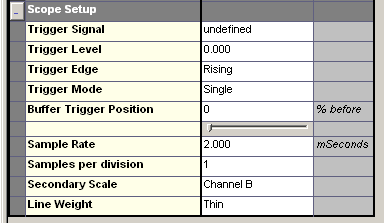 Scope Setup
Trigger Signal undefined
Trigger Level 0.000
Trigger Edge Rising
Trigger Mode Single
Buffer Trigger Position 0 % before
Sample Rate 2.000 mSeconds
Samples per division 1
Secondary Scale Channel B
Line Weight Thin